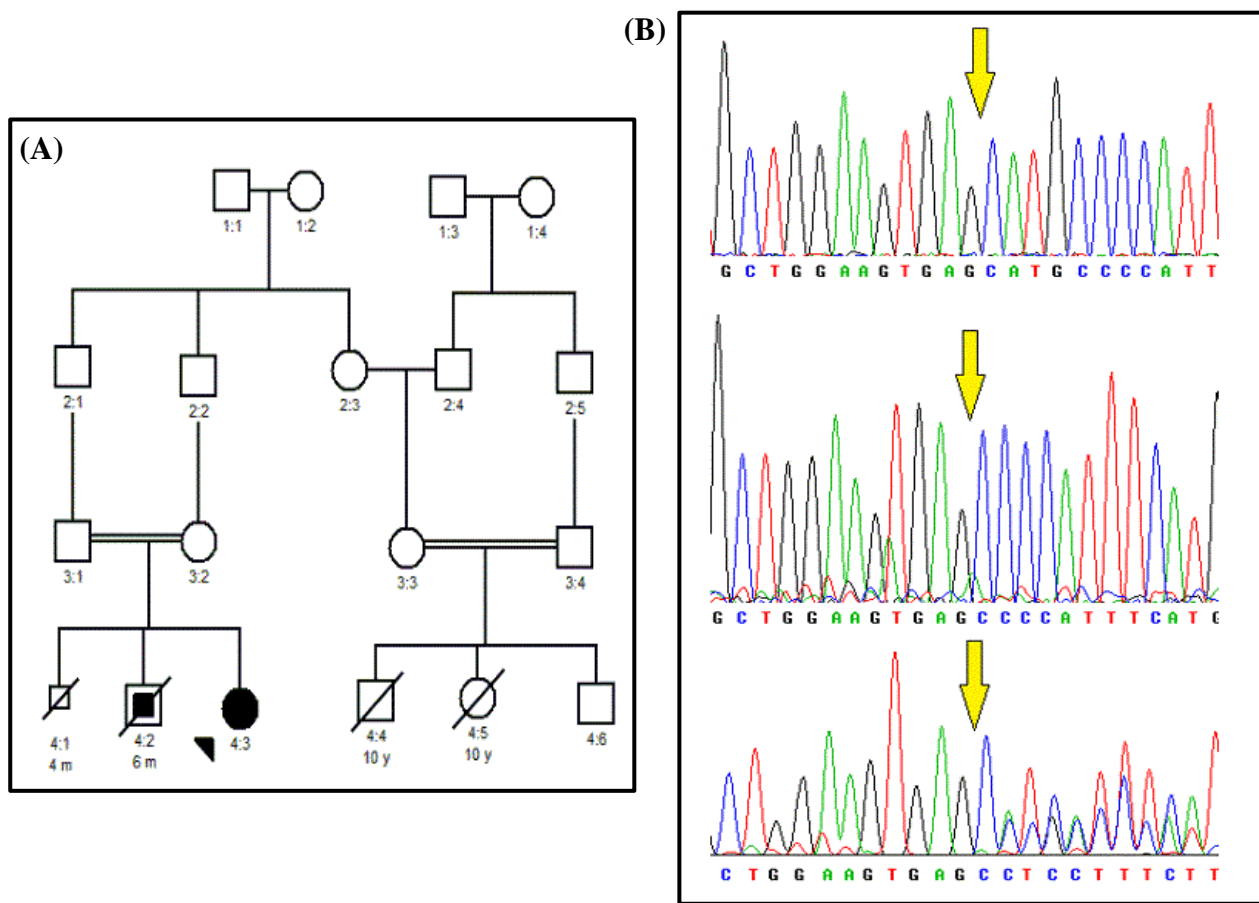 (A)
1:1 1:2 1:3 1:4
2:1 2:2 2:3 2:4 2:5
3:1 3:2 3:3 3:4
4:1 4:2 4:3 4:4 4:5 4:6
4 m 6 m 10 y 10 y
(B)
G C T G G A A G T G A G C A T G C C C C A T T
G C T G G A A G T G A G C C C C A T T T C A T G
C T G G A A G T G A G C C T C C T T T C T T